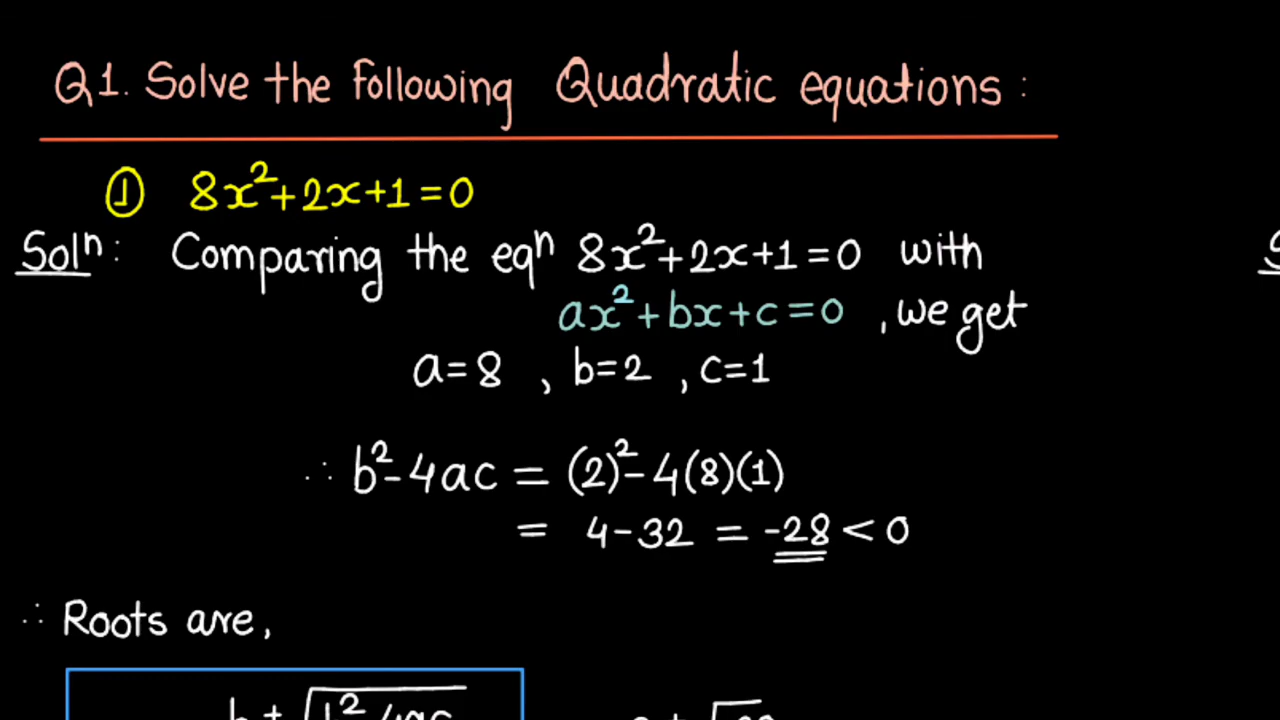 Q1. Solve the following Quadratic equations :
① 8x²+2x+1=0
Solⁿ: Comparing the eqⁿ 8x²+2x+1=0 with
ax²+bx+c=0 , we get
a=8 , b=2 , c=1
∴ b²-4ac = (2)²-4(8)(1)
= 4-32 = -28 < 0
∴ Roots are,